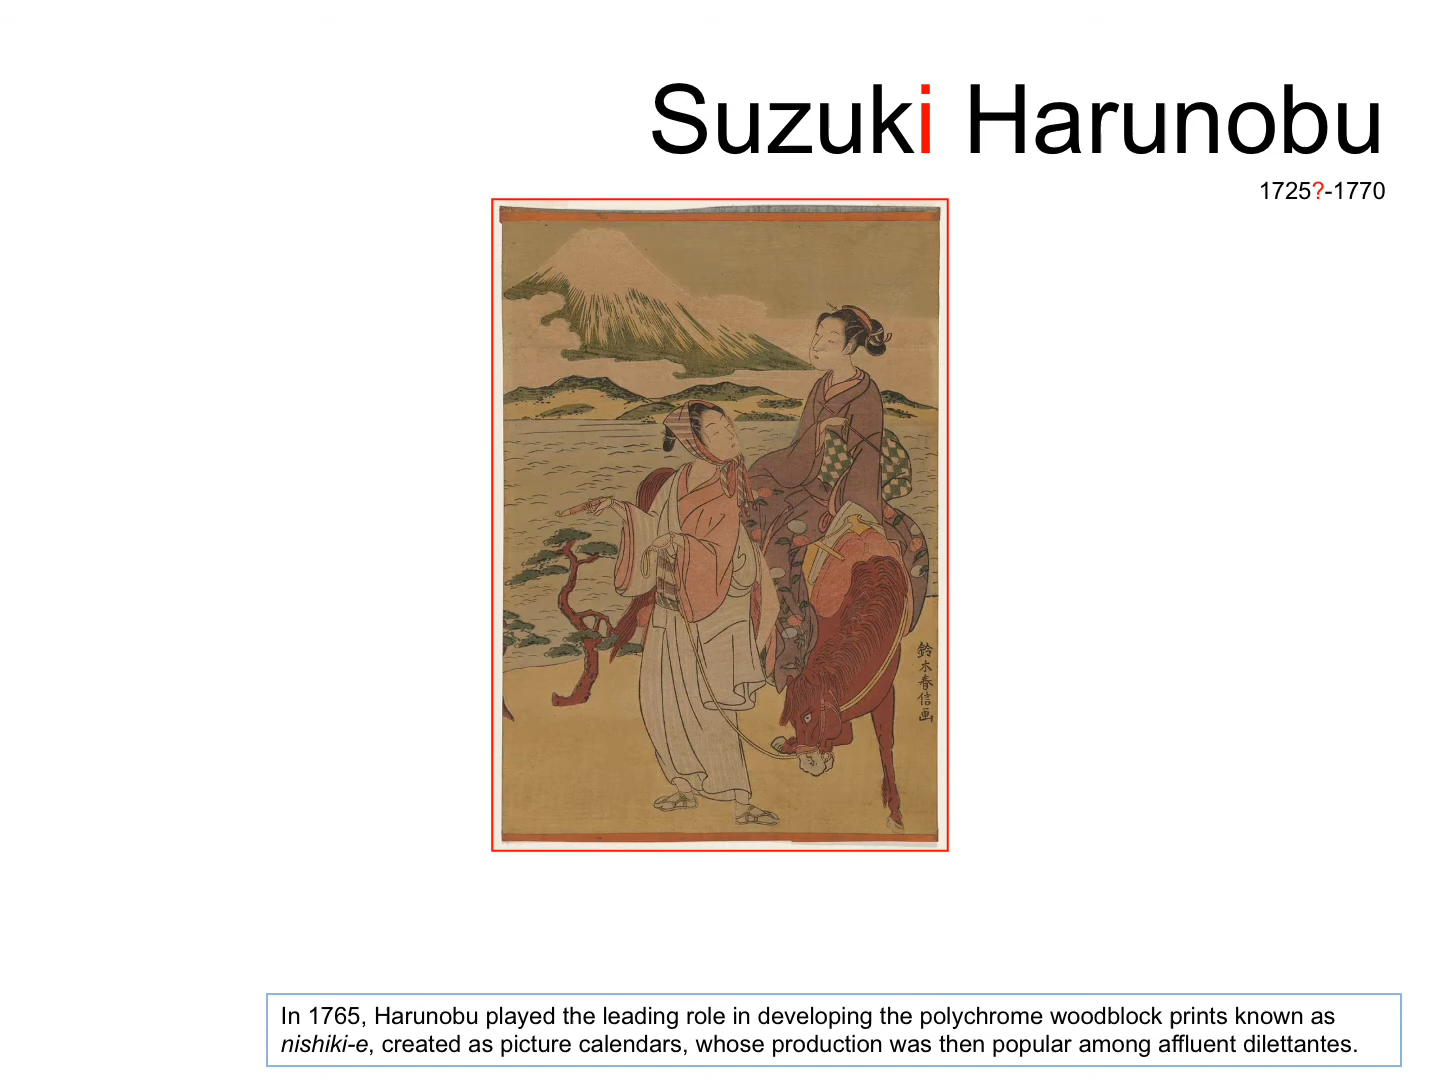 Suzuki Harunobu
1725?-1770
鈴木春信画
In 1765, Harunobu played the leading role in developing the polychrome woodblock prints known as
nishiki-e, created as picture calendars, whose production was then popular among affluent dilettantes.